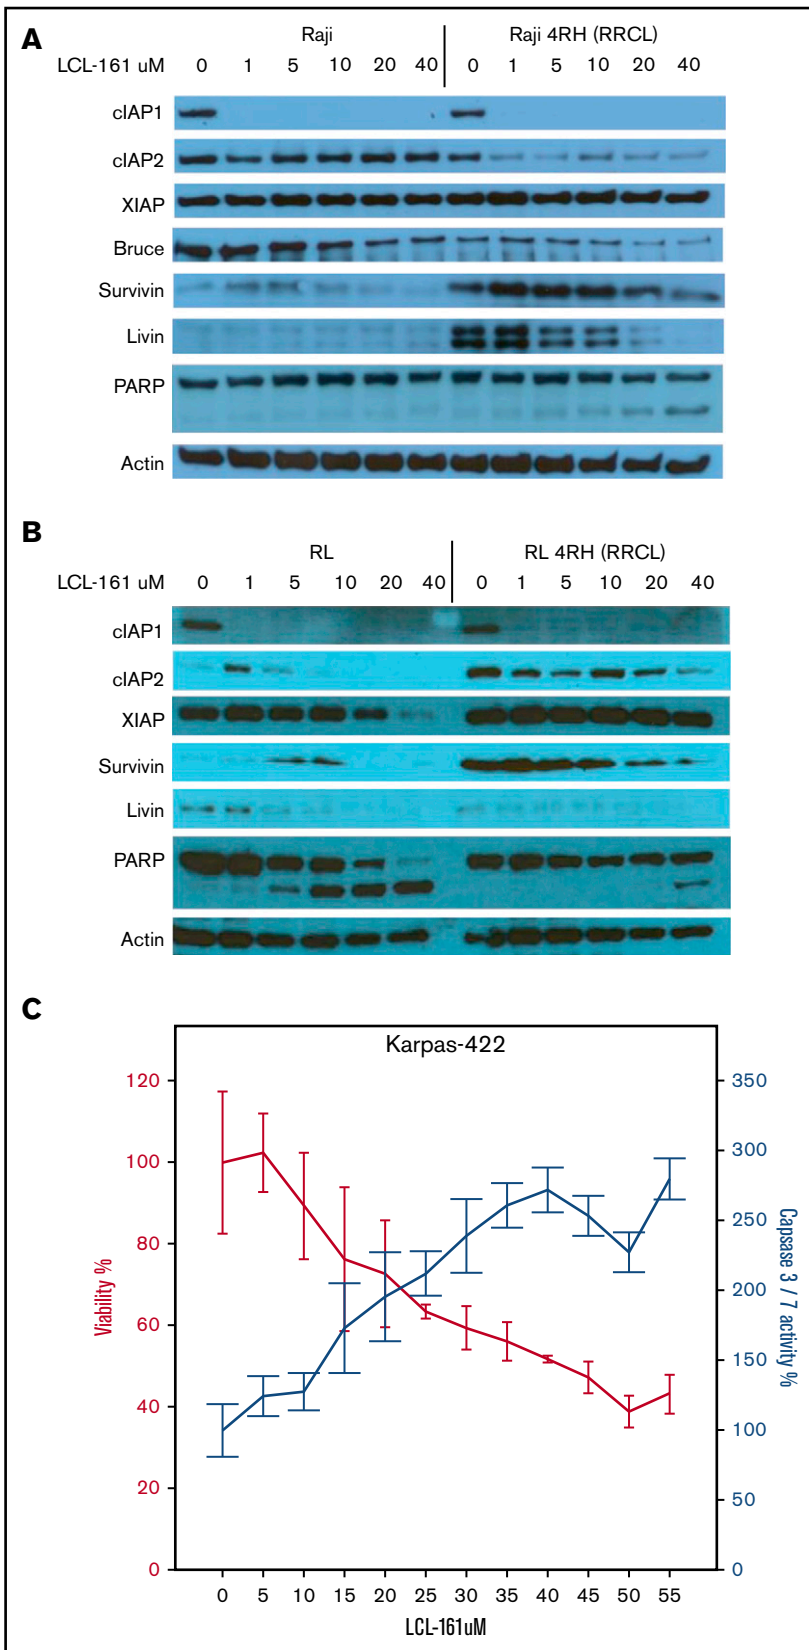 A
Raji Raji 4RH (RRCL)
LCL-161 uM 0 1 5 10 20 40 0 1 5 10 20 40
cIAP1
cIAP2
XIAP
Bruce
Survivin
Livin
PARP
Actin
B
RL RL 4RH (RRCL)
LCL-161 uM 0 1 5 10 20 40 0 1 5 10 20 40
cIAP1
cIAP2
XIAP
Survivin
Livin
PARP
Actin
C
Karpas-422
Viability %
120
100
80
60
40
20
0
350
300
250
200
150
100
50
0
Capsase 3 / 7 activity %
0 5 10 15 20 25 30 35 40 45 50 55
LCL-161uM